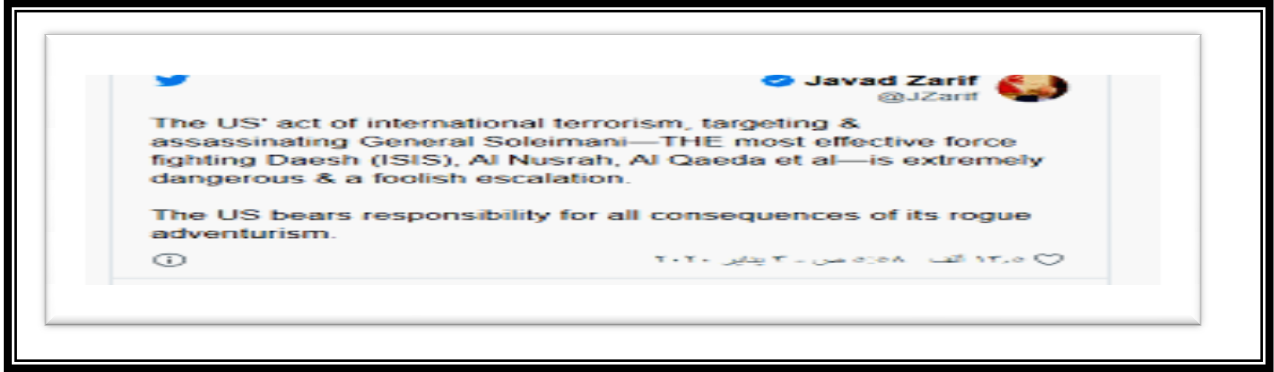 Javad Zarif
@JZarif
The US' act of international terrorism, targeting &
assassinating General Soleimani—THE most effective force
fighting Daesh (ISIS), Al Nusrah, Al Qaeda et al—is extremely
dangerous & a foolish escalation.
The US bears responsibility for all consequences of its rogue
adventurism.
١٣٫٥ ألف ٥:٥٨ ص - ٣ يناير ٢٠٢٠